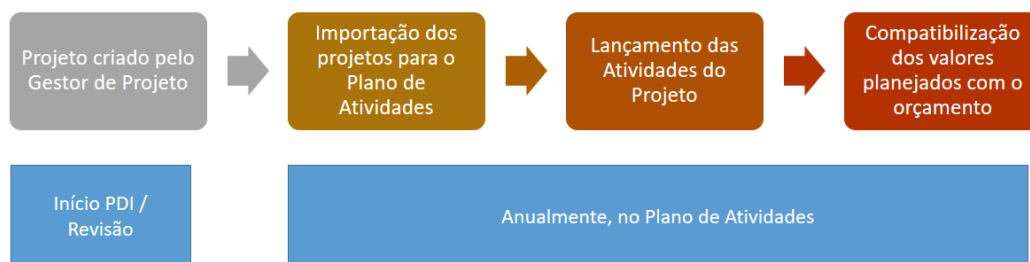 Projeto criado pelo
Gestor de Projeto
Importação dos
projetos para o
Plano de
Atividades
Lançamento das
Atividades do
Projeto
Compatibilização
dos valores
planejados com o
orçamento
Início PDI /
Revisão
Anualmente, no Plano de Atividades